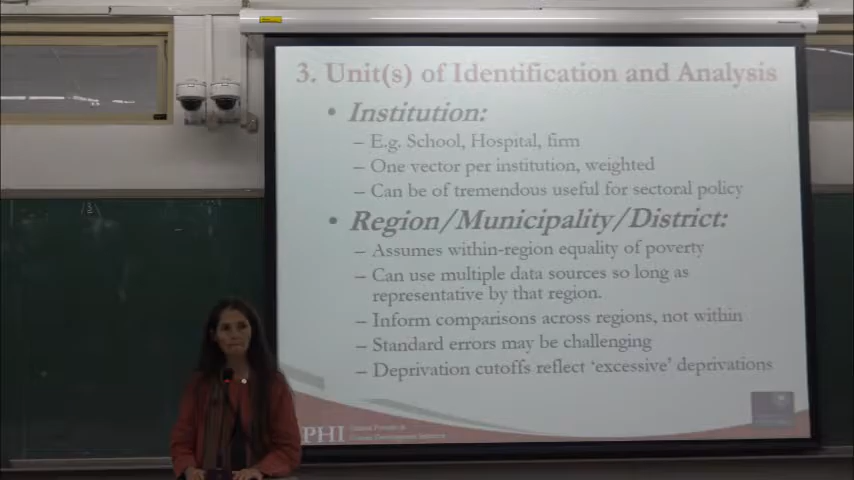 3. Unit(s) of Identification and Analysis
• Institution:
– E.g. School, Hospital, firm
– One vector per institution, weighted
– Can be of tremendous useful for sectoral policy
• Region/Municipality/District:
– Assumes within-region equality of poverty
– Can use multiple data sources so long as
representative by that region.
– Inform comparisons across regions, not within
– Standard errors may be challenging
– Deprivation cutoffs reflect ‘excessive’ deprivations
PHI